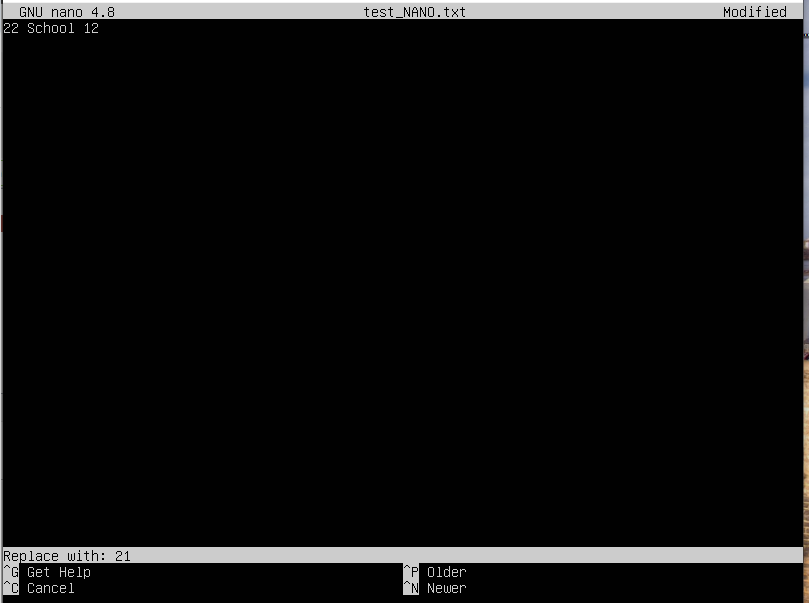 GNU nano 4.8 test_NANO.txt Modified
22 School 12
Replace with: 21
^G Get Help ^P Older
^C Cancel ^N Newer